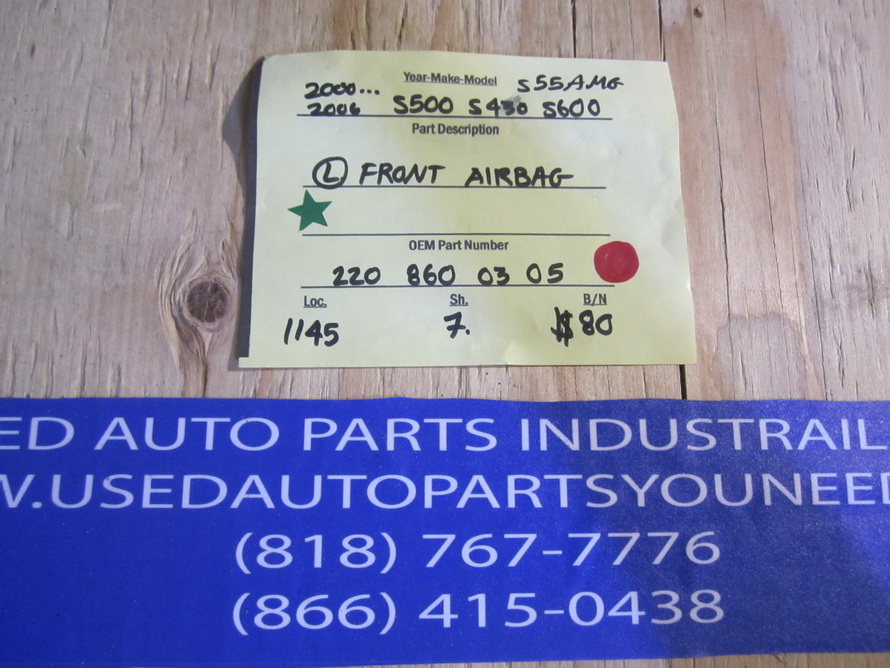 Year-Make-Model S55AMG
2000...
2006 S500 S430 S600
Part Description
(L) FRONT AIRBAG
OEM Part Number
220 860 03 05
Loc. Sh. B/N
1145 7. $80
ED AUTO PARTS INDUSTRAIL
W.USEDAUTOPARTSYOUNEED
(818) 767-7776
(866) 415-0438